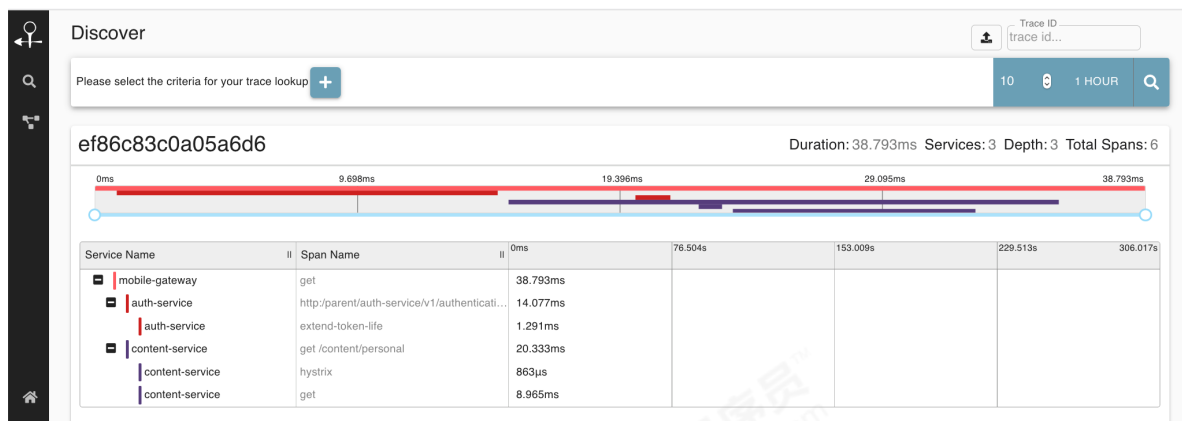 Discover
Trace ID
trace id...
Please select the criteria for your trace lookup
10 1 HOUR
ef86c83c0a05a6d6
Duration: 38.793ms Services: 3 Depth: 3 Total Spans: 6
0ms 9.698ms 19.396ms 29.095ms 38.793ms
Service Name Span Name 0ms 76.504s 153.009s 229.513s 306.017s
mobile-gateway get 38.793ms
auth-service http:/parent/auth-service/v1/authenticati... 14.077ms
auth-service extend-token-life 1.291ms
content-service get /content/personal 20.333ms
content-service hystrix 863μs
content-service get 8.965ms